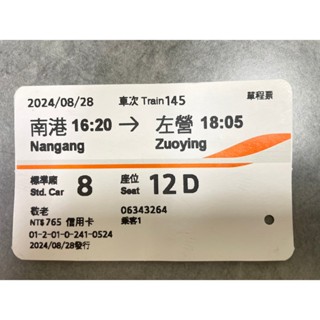 2024/08/28 車次 Train 145 單程票
南港 16:20 → 左營 18:05
Nangang Zuoying
標準廂 座位
Std. Car 8 Seat 12D
敬老 06343264
NT$ 765 信用卡 乘客1
01-2-01-0-241-0524
2024/08/28發行